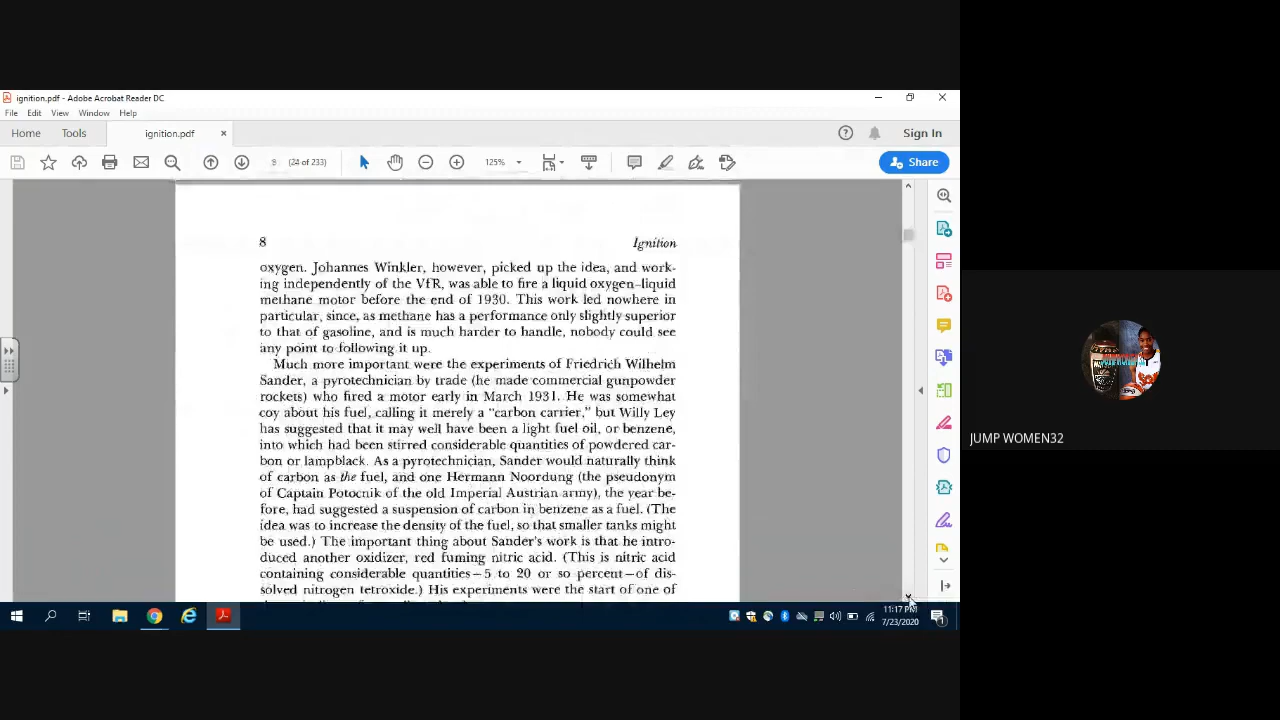 ignition.pdf - Adobe Acrobat Reader DC
File Edit View Window Help
Home Tools ignition.pdf Sign In
8 (24 of 233) 125% Share
8 Ignition
oxygen. Johannes Winkler, however, picked up the idea, and work-
ing independently of the VfR, was able to fire a liquid oxygen–liquid
methane motor before the end of 1930. This work led nowhere in
particular, since, as methane has a performance only slightly superior
to that of gasoline, and is much harder to handle, nobody could see
any point to following it up.
Much more important were the experiments of Friedrich Wilhelm
Sander, a pyrotechnician by trade (he made commercial gunpowder
rockets) who fired a motor early in March 1931. He was somewhat
coy about his fuel, calling it merely a "carbon carrier," but Willy Ley
has suggested that it may well have been a light fuel oil, or benzene,
into which had been stirred considerable quantities of powdered car-
bon or lampblack. As a pyrotechnician, Sander would naturally think
of carbon as the fuel, and one Hermann Noordung (the pseudonym
of Captain Potocnik of the old Imperial Austrian army), the year be-
fore, had suggested a suspension of carbon in benzene as a fuel. (The
idea was to increase the density of the fuel, so that smaller tanks might
be used.) The important thing about Sander's work is that he intro-
duced another oxidizer, red fuming nitric acid. (This is nitric acid
containing considerable quantities—5 to 20 or so percent—of dis-
solved nitrogen tetroxide.) His experiments were the start of one of
JUMP WOMEN32
11:17 PM
7/23/2020